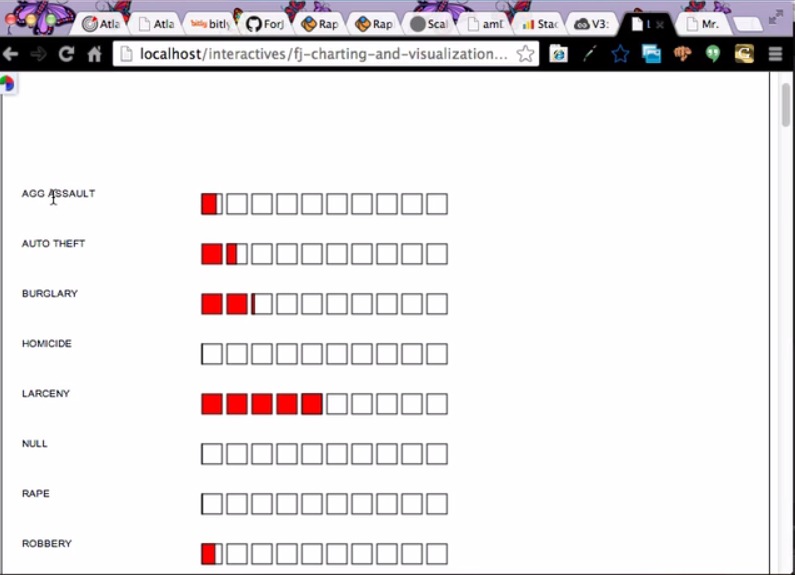 Atla Atla bitly bitly ForJ Rap Rap Scal amD Stac V3: Mr.
localhost/interactives/fj-charting-and-visualization...
AGG ASSAULT
AUTO THEFT
BURGLARY
HOMICIDE
LARCENY
NULL
RAPE
ROBBERY